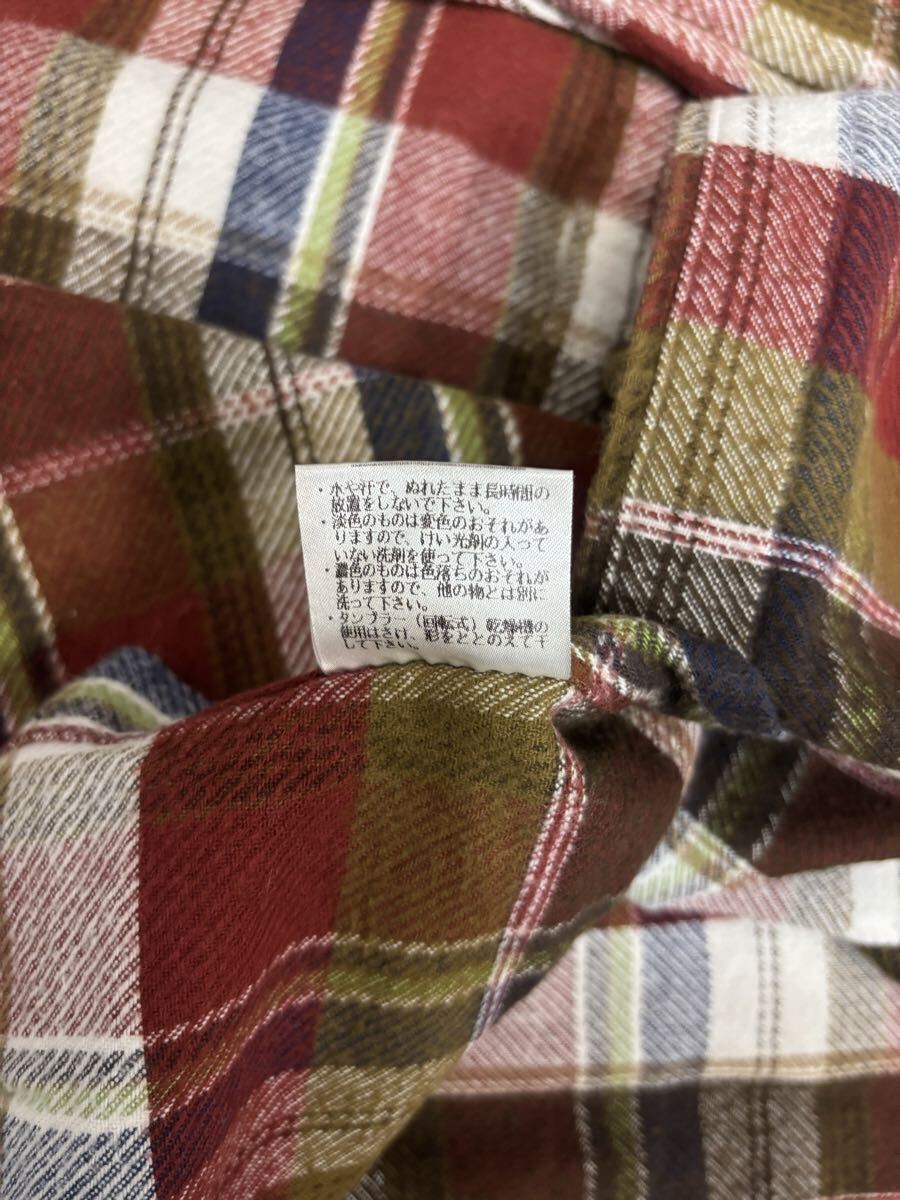 ・水や汗で、ぬれたまま長時間の
放置をしないで下さい。
・淡色のものは変色のおそれがあ
りますので、けい光剤の入って
いない洗剤を使って下さい。
・濃色のものは色落ちのおそれが
ありますので、他の物とは別に
洗って下さい。
・タンブラー（回転式）乾燥機の
使用はさけ、形をととのえて干
して下さい。